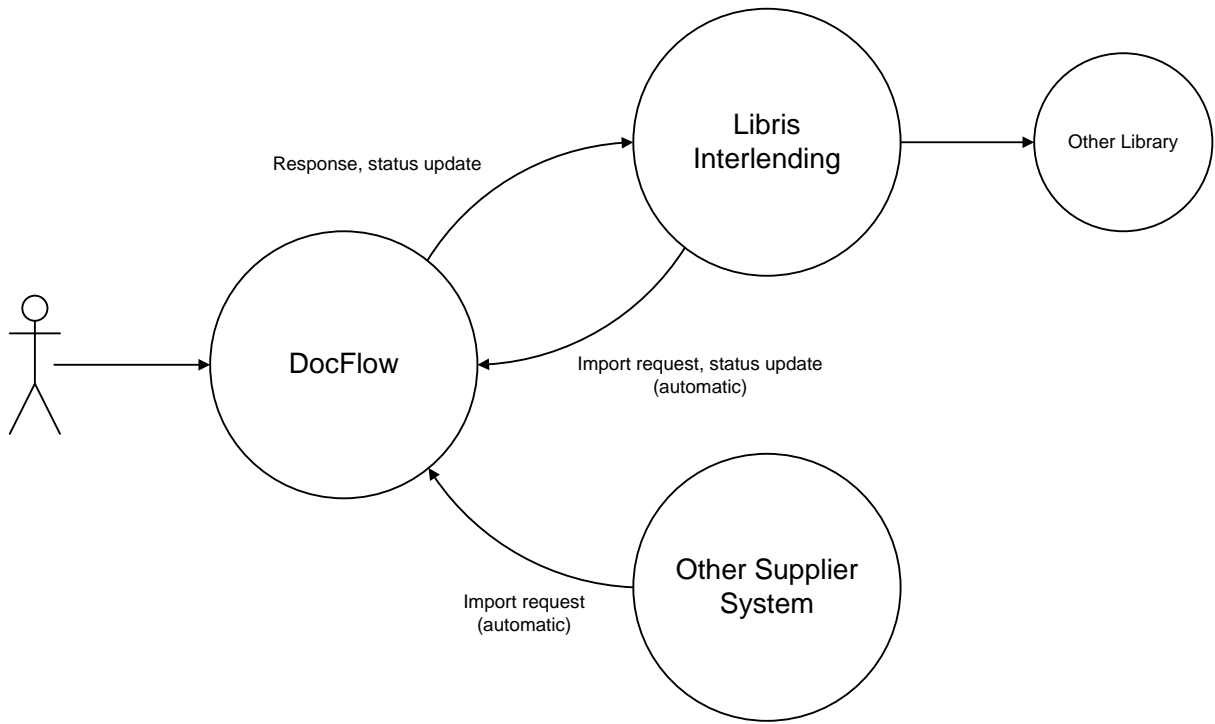 Libris
Interlending
Other Library
Response, status update
DocFlow
Import request, status update
(automatic)
Other Supplier
System
Import request
(automatic)